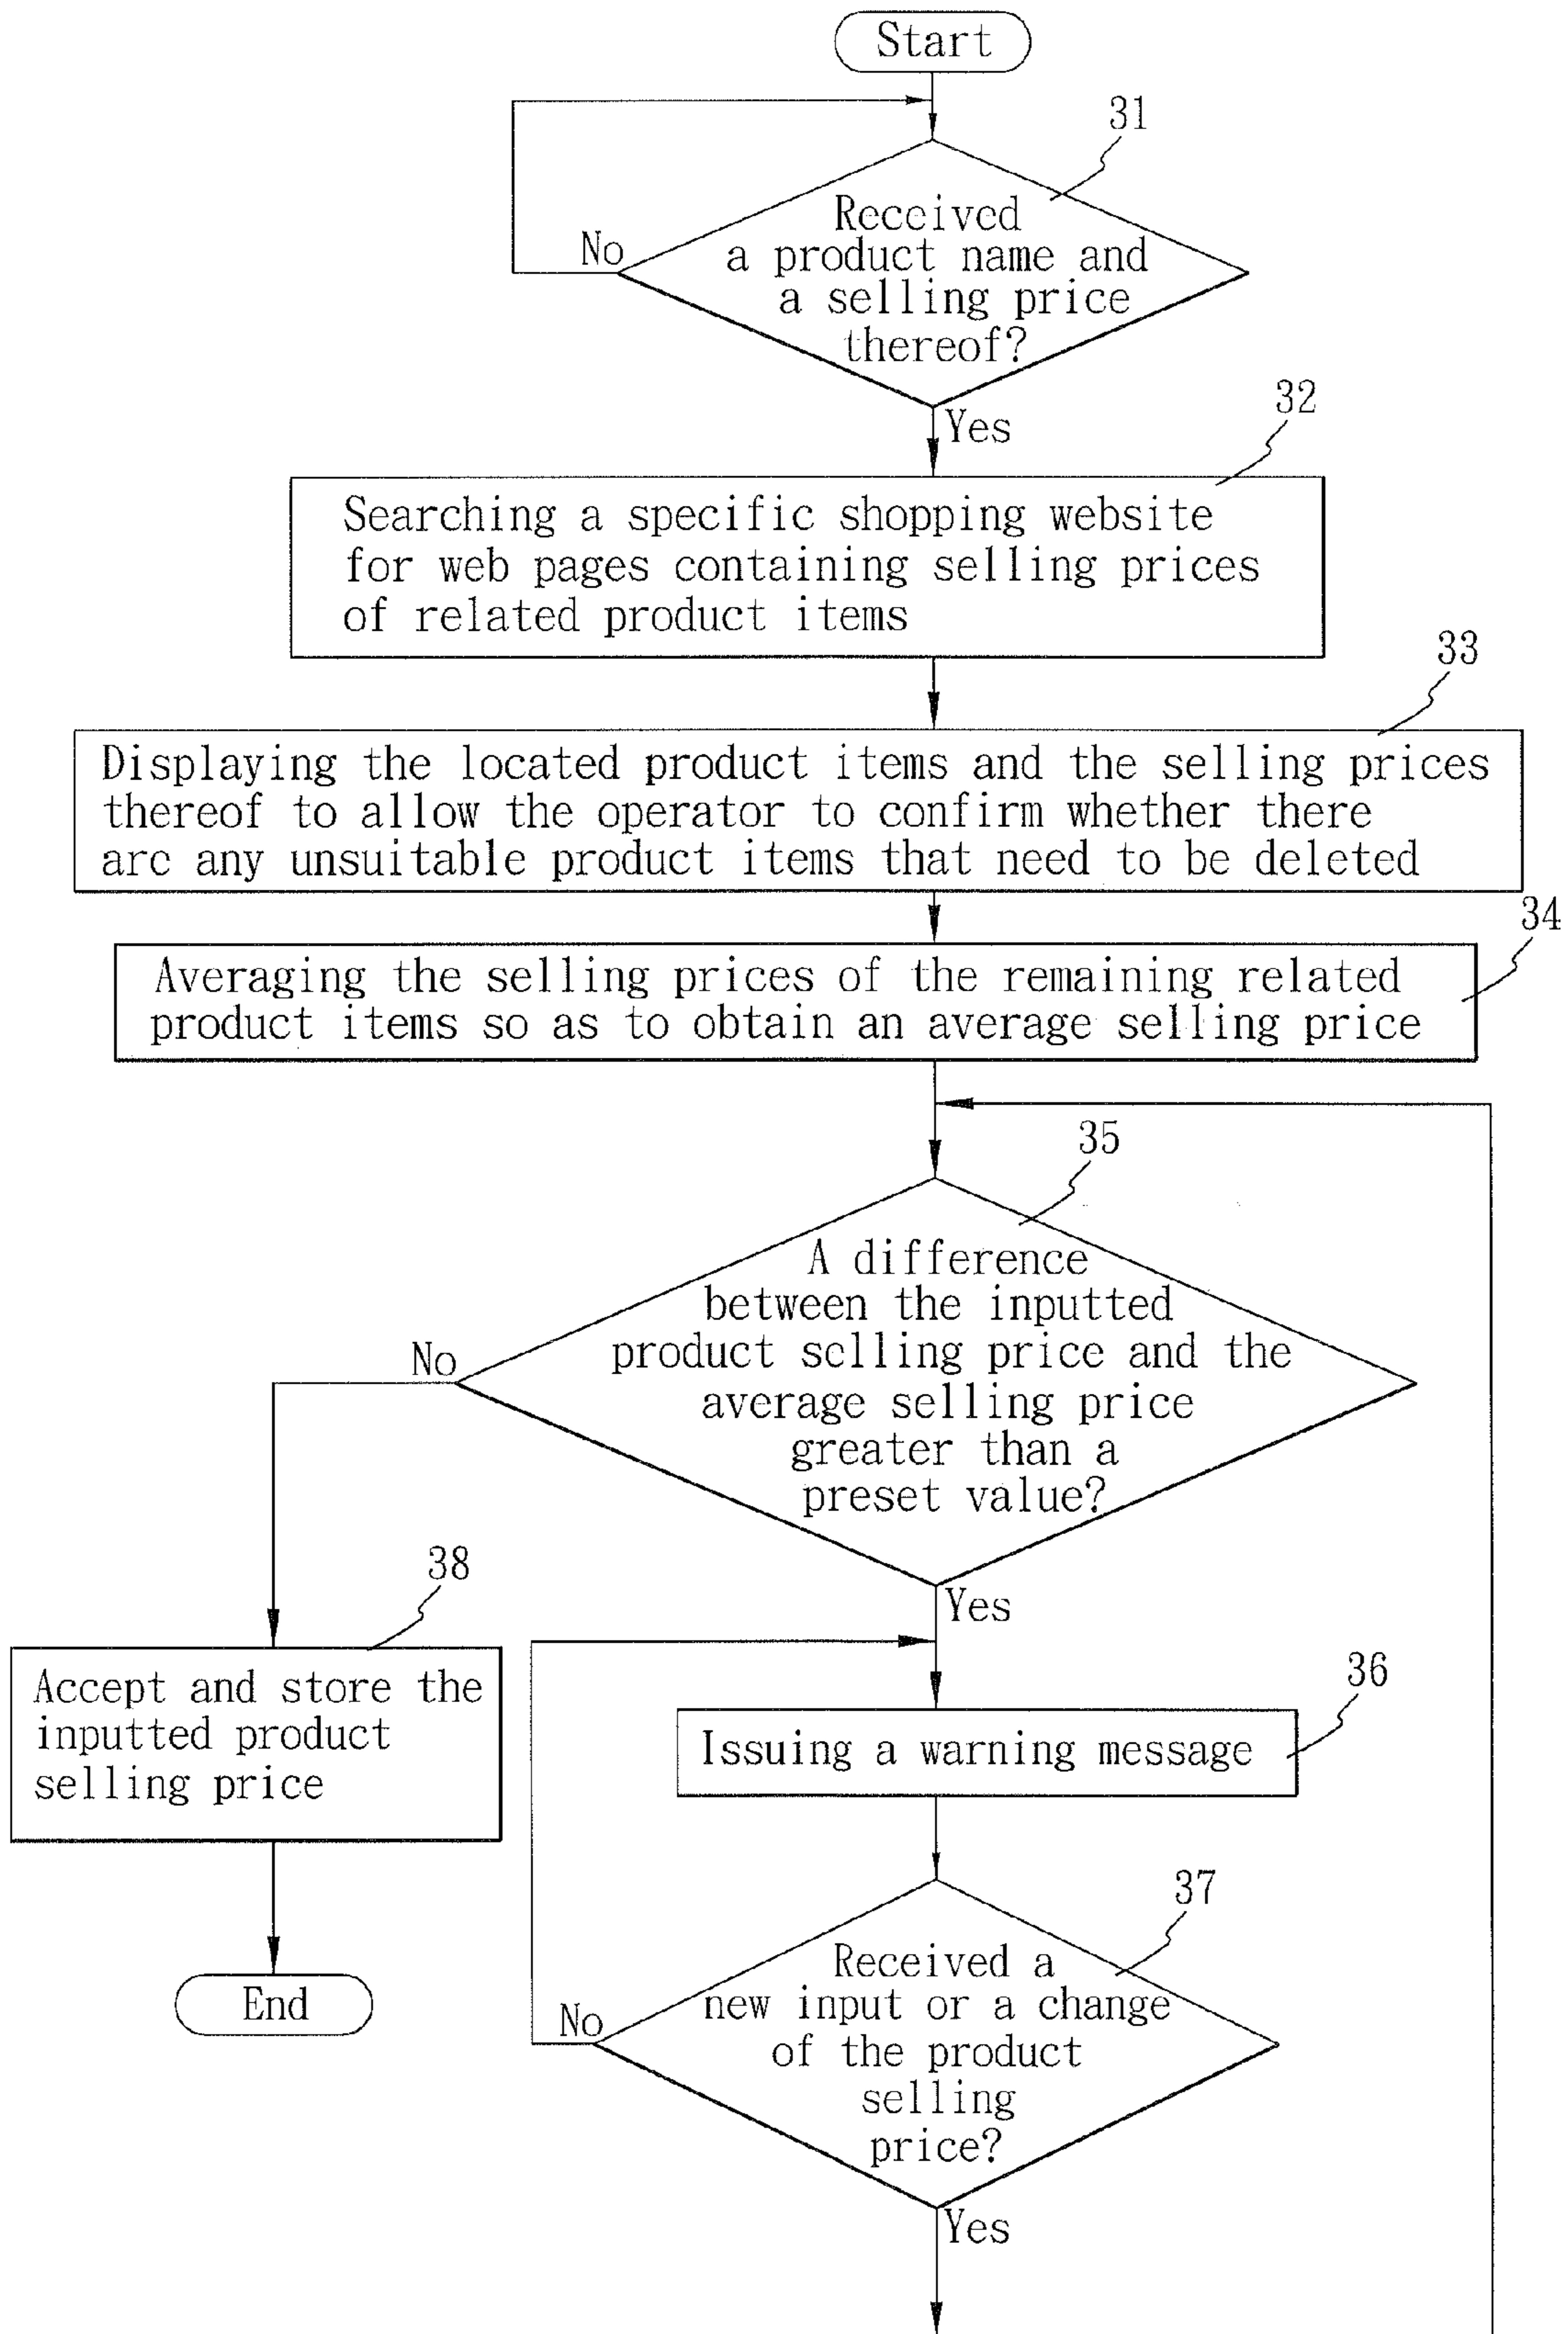 Start
31
Received
a product name and
a selling price
thereof?
No
Yes
32
Searching a specific shopping website
for web pages containing selling prices
of related product items
33
Displaying the located product items and the selling prices
thereof to allow the operator to confirm whether there
are any unsuitable product items that need to be deleted
34
Averaging the selling prices of the remaining related
product items so as to obtain an average selling price
35
A difference
between the inputted
product selling price and the
average selling price
greater than a
preset value?
No
Yes
38
Accept and store the
inputted product
selling price
End
36
Issuing a warning message
37
Received a
new input or a change
of the product
selling
price?
No
Yes